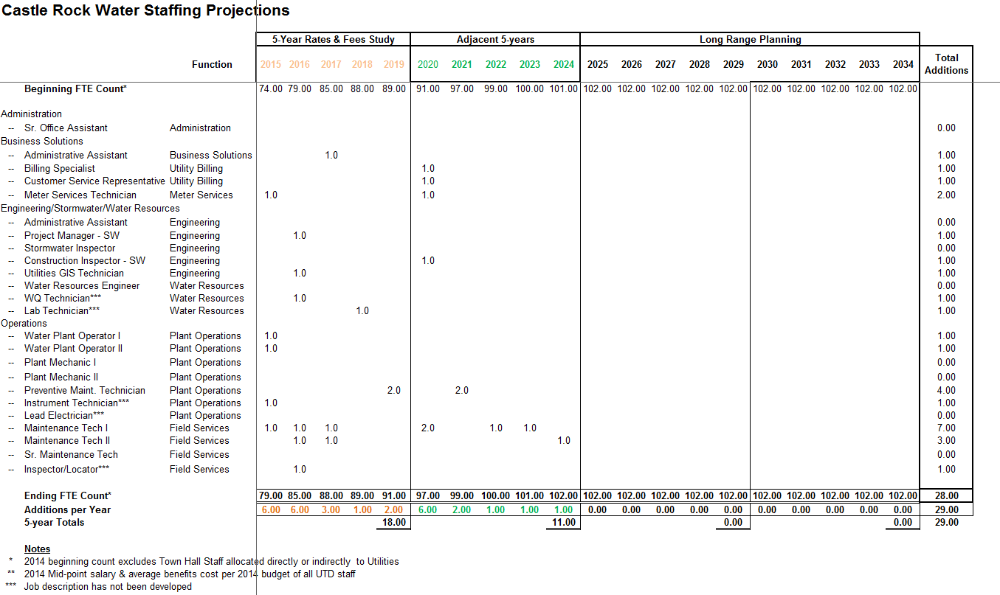 Castle Rock Water Staffing Projections
5-Year Rates & Fees Study Adjacent 5-years Long Range Planning
Function 2015 2016 2017 2018 2019 2020 2021 2022 2023 2024 2025 2026 2027 2028 2029 2030 2031 2032 2033 2034 Total Additions
Beginning FTE Count* 74.00 79.00 85.00 88.00 89.00 91.00 97.00 99.00 100.00 101.00 102.00 102.00 102.00 102.00 102.00 102.00 102.00 102.00 102.00 102.00
Administration
-- Sr. Office Assistant Administration 0.00
Business Solutions
-- Administrative Assistant Business Solutions 1.0 1.00
-- Billing Specialist Utility Billing 1.0 1.00
-- Customer Service Representative Utility Billing 1.0 1.00
-- Meter Services Technician Meter Services 1.0 1.0 2.00
Engineering/Stormwater/Water Resources
-- Administrative Assistant Engineering 0.00
-- Project Manager - SW Engineering 1.0 1.00
-- Stormwater Inspector Engineering 0.00
-- Construction Inspector - SW Engineering 1.0 1.00
-- Utilities GIS Technician Engineering 1.0 1.00
-- Water Resources Engineer Water Resources 0.00
-- WQ Technician*** Water Resources 1.0 1.00
-- Lab Technician*** Water Resources 1.0 1.00
Operations
-- Water Plant Operator I Plant Operations 1.0 1.00
-- Water Plant Operator II Plant Operations 1.0 1.00
-- Plant Mechanic I Plant Operations 0.00
-- Plant Mechanic II Plant Operations 0.00
-- Preventive Maint. Technician Plant Operations 2.0 2.0 4.00
-- Instrument Technician*** Plant Operations 1.0 1.00
-- Lead Electrician*** Plant Operations 0.00
-- Maintenance Tech I Field Services 1.0 1.0 1.0 2.0 1.0 1.0 7.00
-- Maintenance Tech II Field Services 1.0 1.0 1.0 3.00
-- Sr. Maintenance Tech Field Services 0.00
-- Inspector/Locator*** Field Services 1.0 1.00
Ending FTE Count* 79.00 85.00 88.00 89.00 91.00 97.00 99.00 100.00 101.00 102.00 102.00 102.00 102.00 102.00 102.00 102.00 102.00 102.00 102.00 102.00 28.00
Additions per Year 6.00 6.00 3.00 1.00 2.00 6.00 2.00 1.00 1.00 1.00 0.00 0.00 0.00 0.00 0.00 0.00 0.00 0.00 0.00 0.00 29.00
5-year Totals 18.00 11.00 0.00 0.00 29.00
Notes
* 2014 beginning count excludes Town Hall Staff allocated directly or indirectly to Utilities
** 2014 Mid-point salary & average benefits cost per 2014 budget of all UTD staff
*** Job description has not been developed